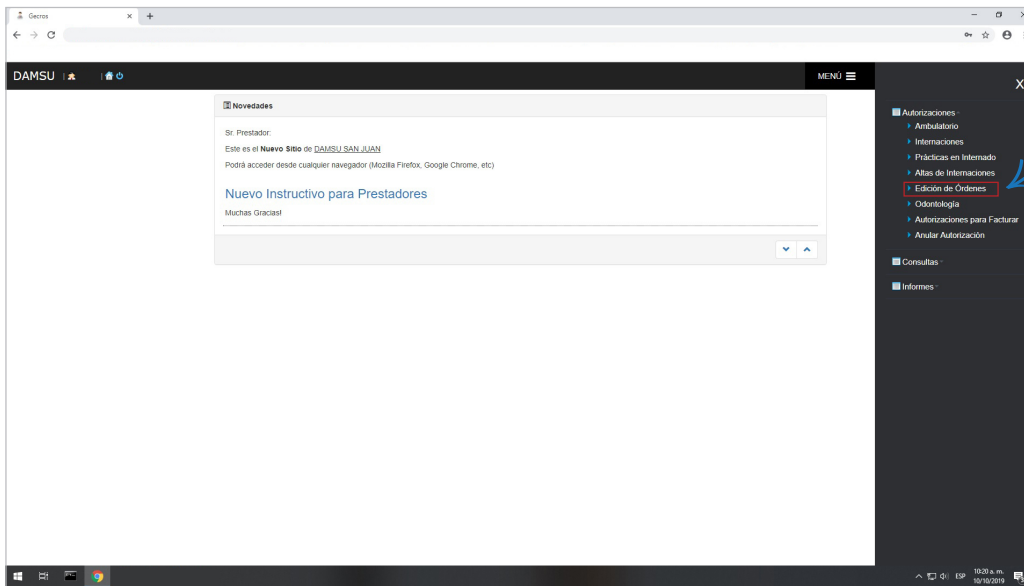 Gecros
DAMSU
MENÚ
X
Novedades
Sr. Prestador:
Este es el Nuevo Sitio de DAMSU SAN JUAN
Podrá acceder desde cualquier navegador (Mozilla Firefox, Google Chrome, etc)
Nuevo Instructivo para Prestadores
Muchas Gracias!
Autorizaciones
Ambulatorio
Internaciones
Prácticas en Internado
Altas de Internaciones
Edición de Órdenes
Odontología
Autorizaciones para Facturar
Anular Autorización
Consultas
Informes
ESP
10:20 a. m.
10/10/2019